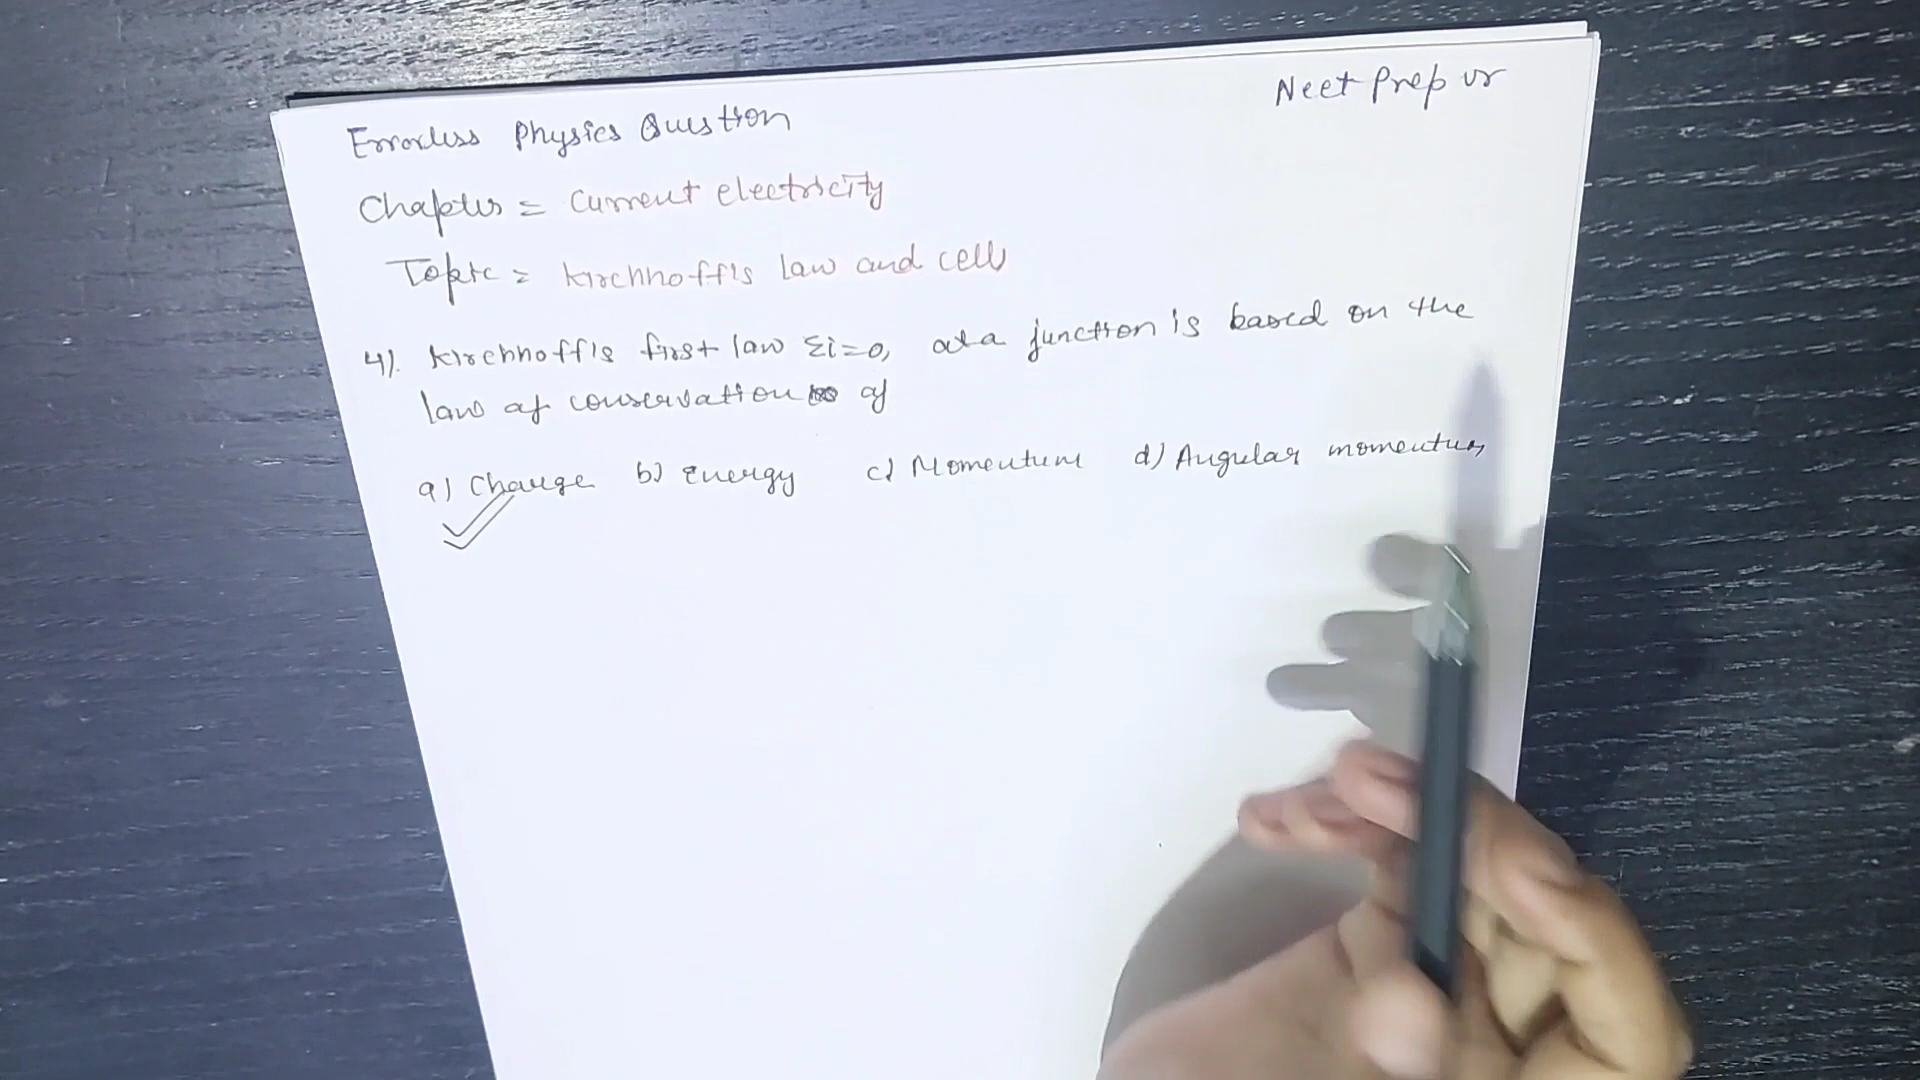 Neet Prep ur
Errorless Physics Question
Chapter = Current electricity
Topic = Kirchhoff's law and cell
4). Kirchhoff's first law Σi=0, at a junction is based on the
law of conservation of
a) Charge b) Energy c) Momentum d) Angular momentum